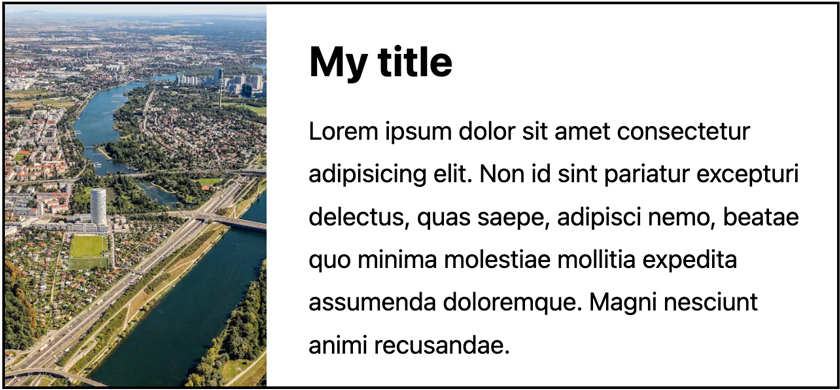 My title
Lorem ipsum dolor sit amet consectetur
adipisicing elit. Non id sint pariatur excepturi
delectus, quas saepe, adipisci nemo, beatae
quo minima molestiae mollitia expedita
assumenda doloremque. Magni nesciunt
animi recusandae.